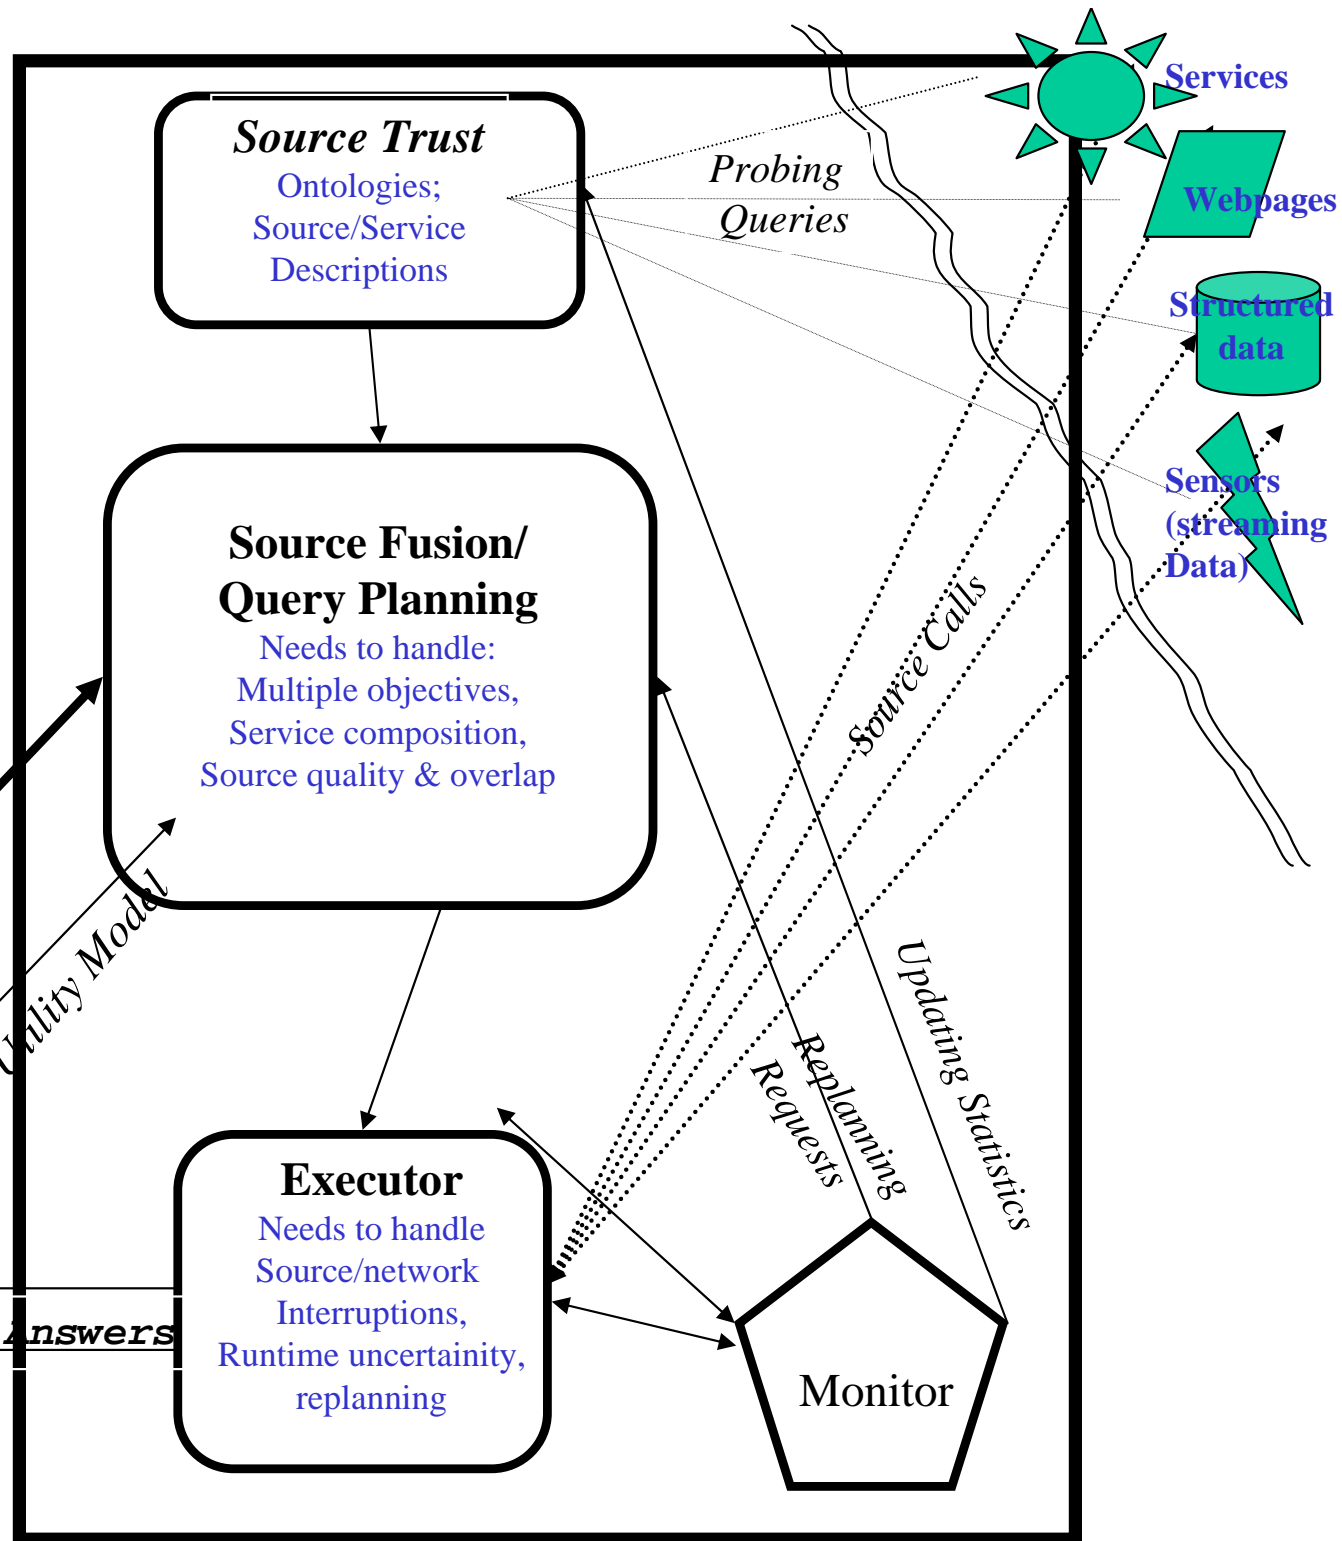 Services
Source Trust
Ontologies;
Source/Service
Descriptions
Probing
Queries
Webpages
Structured
data
Sensors
(streaming
Data)
Source Fusion/
Query Planning
Needs to handle:
Multiple objectives,
Service composition,
Source quality & overlap
Source Calls
Utility Model
Updating Statistics
Replanning
Requests
Executor
Needs to handle
Source/network
Interruptions,
Runtime uncertainity,
replanning
Answers
Monitor